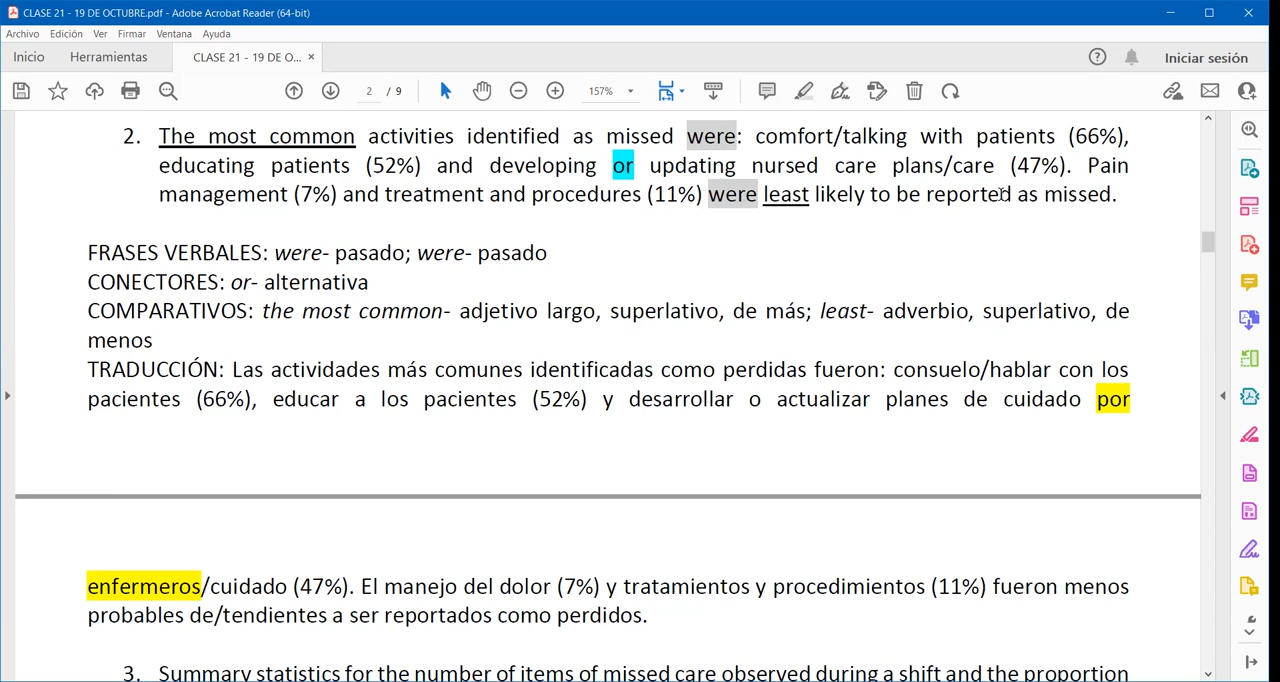 CLASE 21 - 19 DE OCTUBRE.pdf - Adobe Acrobat Reader (64-bit)
Archivo Edición Ver Firmar Ventana Ayuda
Inicio Herramientas CLASE 21 - 19 DE O... × Iniciar sesión
2 / 9 157%
2. The most common activities identified as missed were: comfort/talking with patients (66%),
educating patients (52%) and developing or updating nursed care plans/care (47%). Pain
management (7%) and treatment and procedures (11%) were least likely to be reported as missed.
FRASES VERBALES: were- pasado; were- pasado
CONECTORES: or- alternativa
COMPARATIVOS: the most common- adjetivo largo, superlativo, de más; least- adverbio, superlativo, de
menos
TRADUCCIÓN: Las actividades más comunes identificadas como perdidas fueron: consuelo/hablar con los
pacientes (66%), educar a los pacientes (52%) y desarrollar o actualizar planes de cuidado por
enfermeros/cuidado (47%). El manejo del dolor (7%) y tratamientos y procedimientos (11%) fueron menos
probables de/tendientes a ser reportados como perdidos.
3. Summary statistics for the number of items of missed care observed during a shift and the proportion